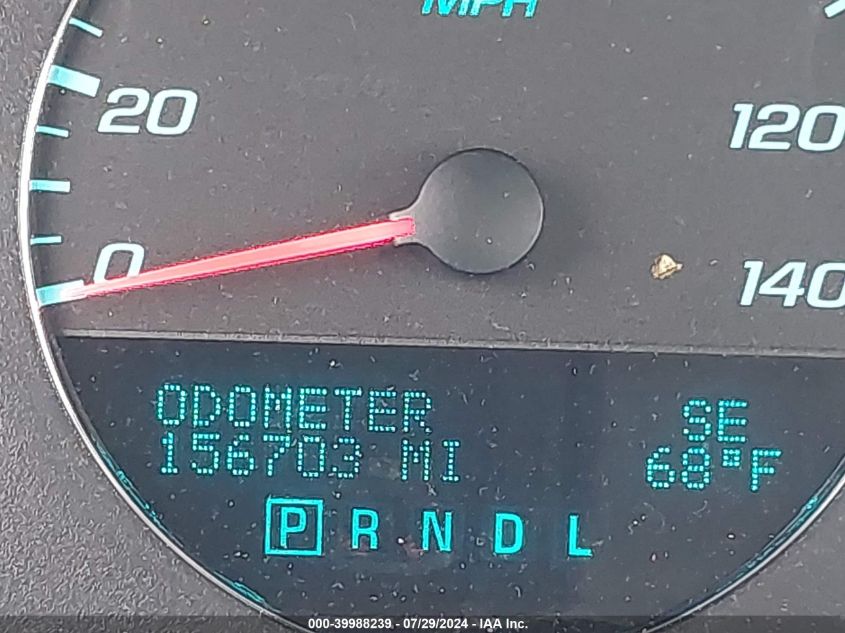 MPH
20
120
0
140
ODOMETER SE
156703 MI 68°F
P R N D L
000-39988239 - 07/29/2024 - IAA Inc.